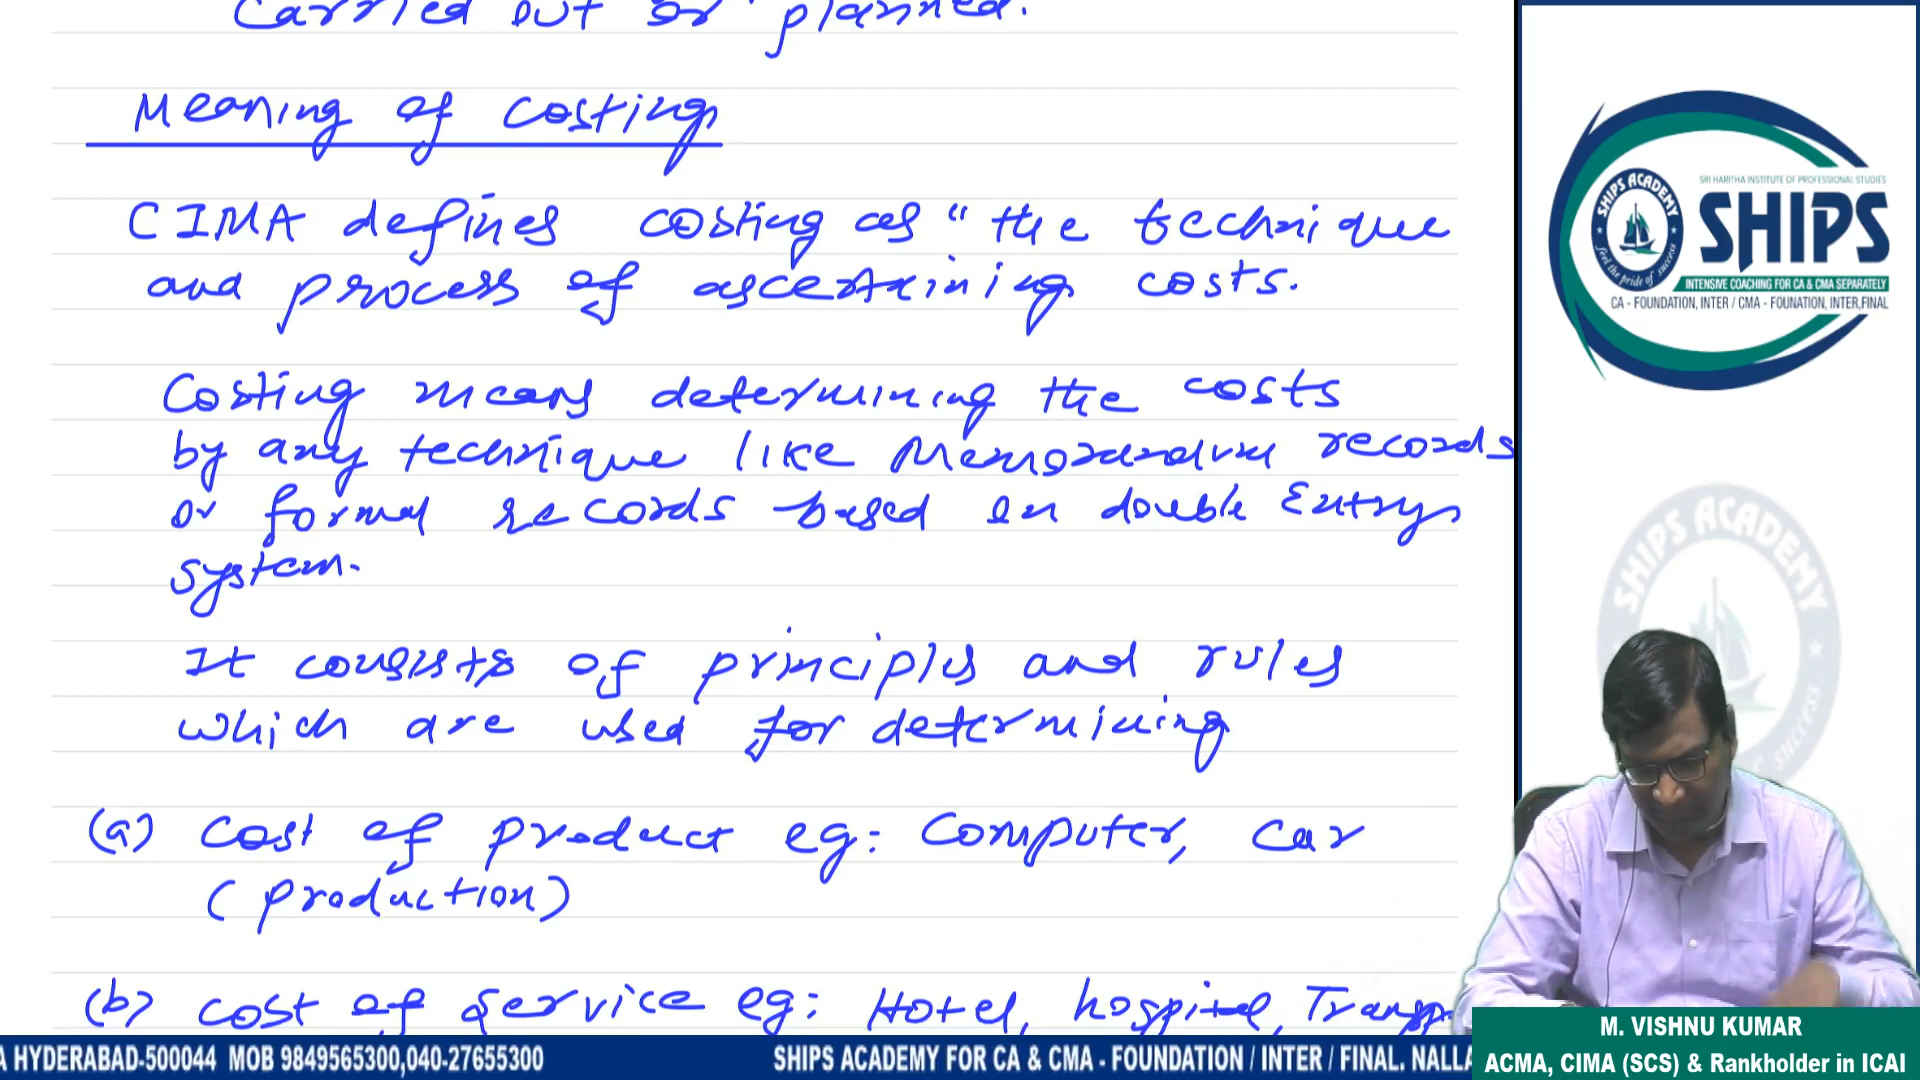 Carried out or planned.
Meaning of costing
CIMA defines costing as "the technique
and process of ascertaining costs.
Costing means determining the costs
by any technique like Memorandum records
or formal records based on double Entry
system.
It consists of principles and rules
which are used for determining
(a) Cost of product eg: Computer, Car
(production)
(b) Cost of service eg: Hotel, hospital, Transp
SHIPS ACADEMY
feel the pride of success
SRI HARITHA INSTITUTE OF PROFESSIONAL STUDIES
SHIPS
INTENSIVE COACHING FOR CA & CMA SEPARATELY
CA - FOUNDATION, INTER / CMA - FOUNATION, INTER,FINAL
SHIPS ACADEMY
success
M. VISHNU KUMAR
ACMA, CIMA (SCS) & Rankholder in ICAI
A HYDERABAD-500044 MOB 9849565300,040-27655300 SHIPS ACADEMY FOR CA & CMA - FOUNDATION / INTER / FINAL. NALLA